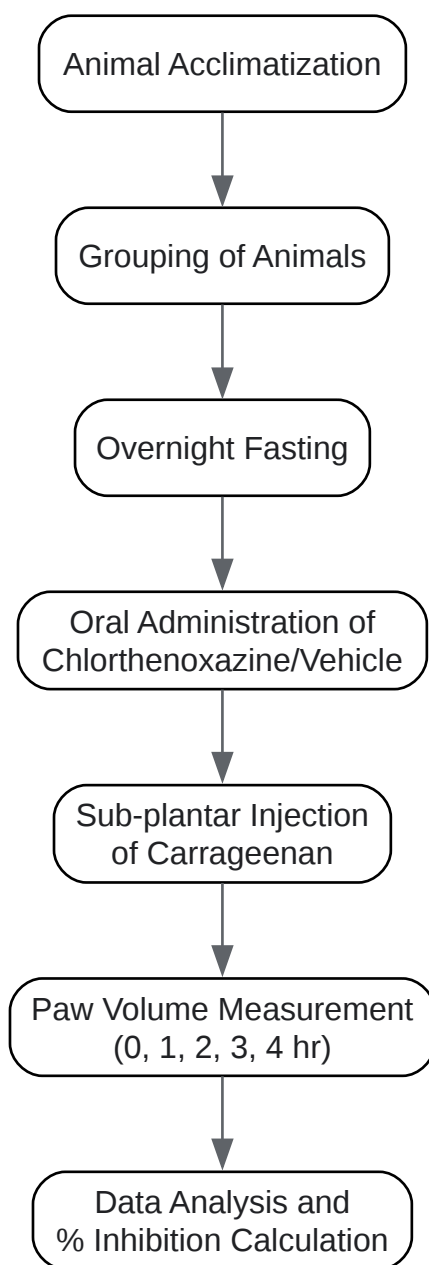 Animal Acclimatization
Grouping of Animals
Overnight Fasting
Oral Administration of
Chlorthenoxazine/Vehicle
Sub-plantar Injection
of Carrageenan
Paw Volume Measurement
(0, 1, 2, 3, 4 hr)
Data Analysis and
% Inhibition Calculation